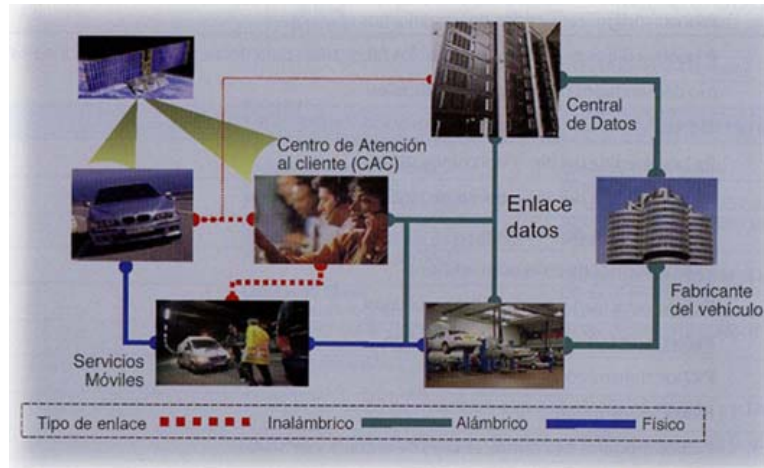 Central
de Datos
Centro de Atención
al cliente (CAC)
Enlace
datos
Fabricante
del vehículo
Servicios
Móviles
Tipo de enlace Inalámbrico Alámbrico Físico